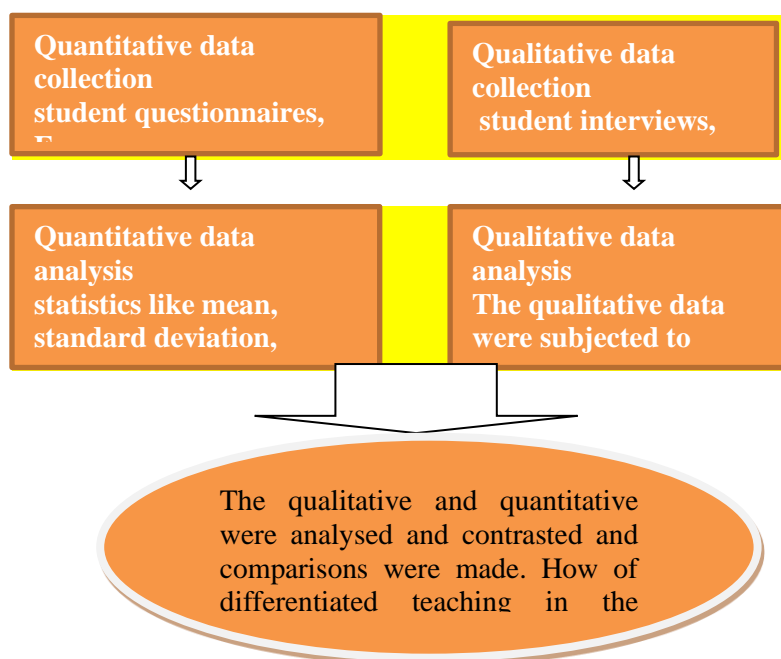 Quantitative data
collection
student questionnaires,
Qualitative data
collection
student interviews,
Quantitative data
analysis
statistics like mean,
standard deviation,
Qualitative data
analysis
The qualitative data
were subjected to
The qualitative and quantitative
were analysed and contrasted and
comparisons were made. How of
differentiated teaching in the